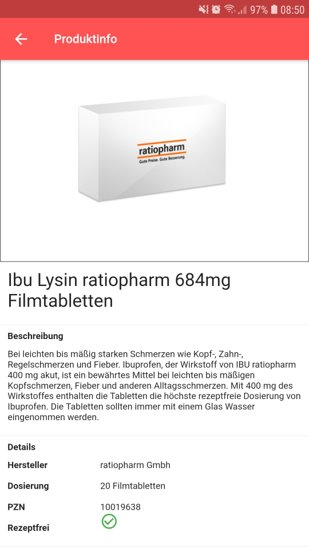 97% 08:50
Produktinfo
ratiopharm
Gute Preise. Gute Besserung.
Ibu Lysin ratiopharm 684mg
Filmtabletten
Beschreibung
Bei leichten bis mäßig starken Schmerzen wie Kopf-, Zahn-,
Regelschmerzen und Fieber. Ibuprofen, der Wirkstoff von IBU ratiopharm
400 mg akut, ist ein bewährtes Mittel bei leichten bis mäßigen
Kopfschmerzen, Fieber und anderen Alltagsschmerzen. Mit 400 mg des
Wirkstoffes enthalten die Tabletten die höchste rezeptfreie Dosierung von
Ibuprofen. Die Tabletten sollten immer mit einem Glas Wasser
eingenommen werden.
Details
Hersteller ratiopharm Gmbh
Dosierung 20 Filmtabletten
PZN 10019638
Rezeptfrei